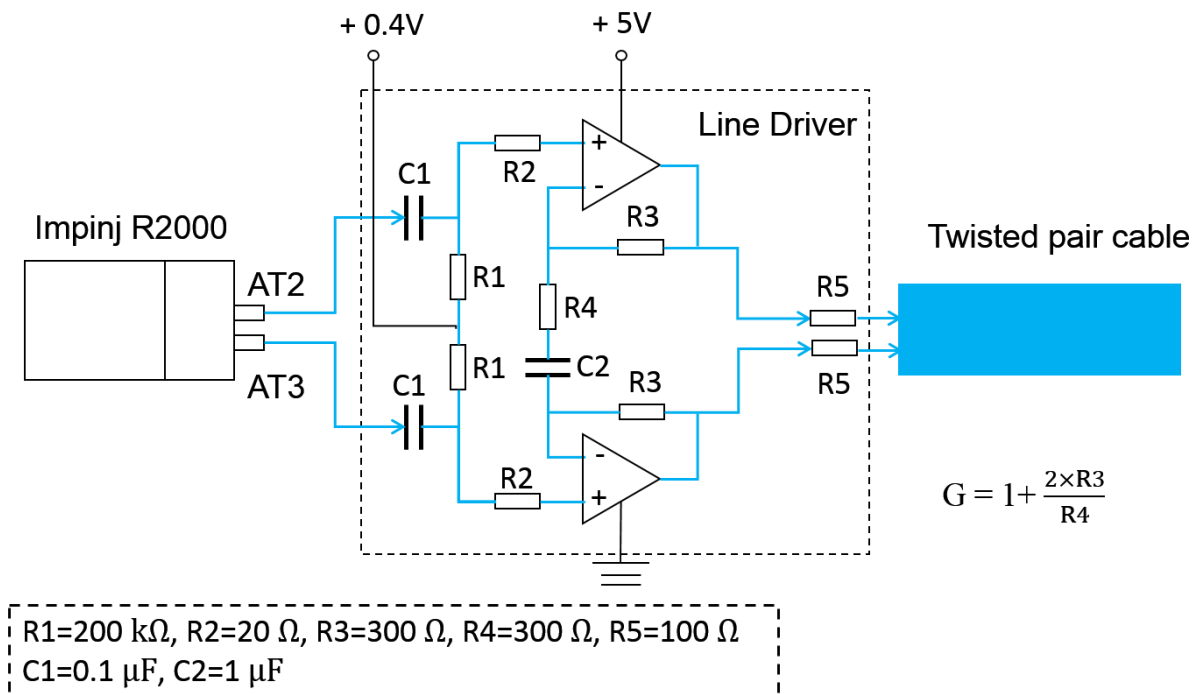 + 0.4V
+ 5V
Line Driver
+
R2
C1
-
R3
Impinj R2000
Twisted pair cable
AT2
R1
R4
R5
R1
C2
AT3
C1
R3
R5
-
R2
+
G = 1+ 2×R3/R4
R1=200 kΩ, R2=20 Ω, R3=300 Ω, R4=300 Ω, R5=100 Ω
C1=0.1 μF, C2=1 μF